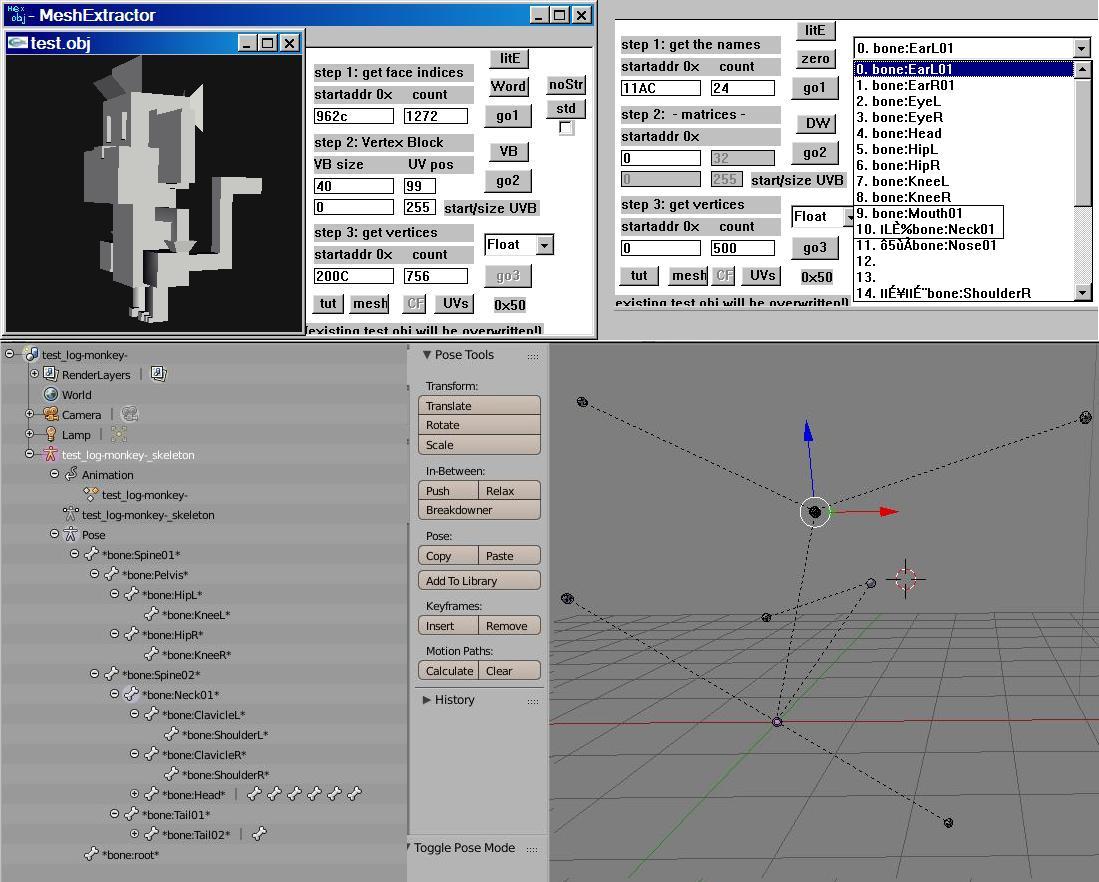 Hex obj - MeshExtractor
test.obj
step 1: get face indices
startaddr 0x count
962c 1272
step 2: Vertex Block
VB size UV pos
40 99
0 255 start/size UVB
step 3: get vertices
startaddr 0x count
200C 756
tut mesh CF UVs 0x50
(existing test obj will be overwritten!)
litE
Word
go1
VB
go2
Float
go3
noStr
std
step 1: get the names
startaddr 0x count
11AC 24
step 2: - matrices -
startaddr 0x
0 32
0 255 start/size UVB
step 3: get vertices
startaddr 0x count
0 500
tut mesh CF UVs 0x50
existing test obj will be overwritten!)
litE
zero
go1
DW
go2
Float
go3
0. bone:EarL01
0. bone:EarL01
1. bone:EarR01
2. bone:EyeL
3. bone:EyeR
4. bone:Head
5. bone:HipL
6. bone:HipR
7. bone:KneeL
8. bone:KneeR
9. bone:Mouth01
10. ILÈ%bone:Neck01
11. ô5ùÁbone:Nose01
12.
13.
14. IIÉ¥IIɨbone:ShoulderR
test_log-monkey-
RenderLayers |
World
Camera |
Lamp |
test_log-monkey-_skeleton
Animation
test_log-monkey-
test_log-monkey-_skeleton
Pose
*bone:Spine01*
*bone:Pelvis*
*bone:HipL*
*bone:KneeL*
*bone:HipR*
*bone:KneeR*
*bone:Spine02*
*bone:Neck01*
*bone:ClavicleL*
*bone:ShoulderL*
*bone:ClavicleR*
*bone:ShoulderR*
*bone:Head* |
*bone:Tail01*
*bone:Tail02* |
*bone:root*
Pose Tools
Transform:
Translate
Rotate
Scale
In-Between:
Push Relax
Breakdowner
Pose:
Copy Paste
Add To Library
Keyframes:
Insert Remove
Motion Paths:
Calculate Clear
History
Toggle Pose Mode